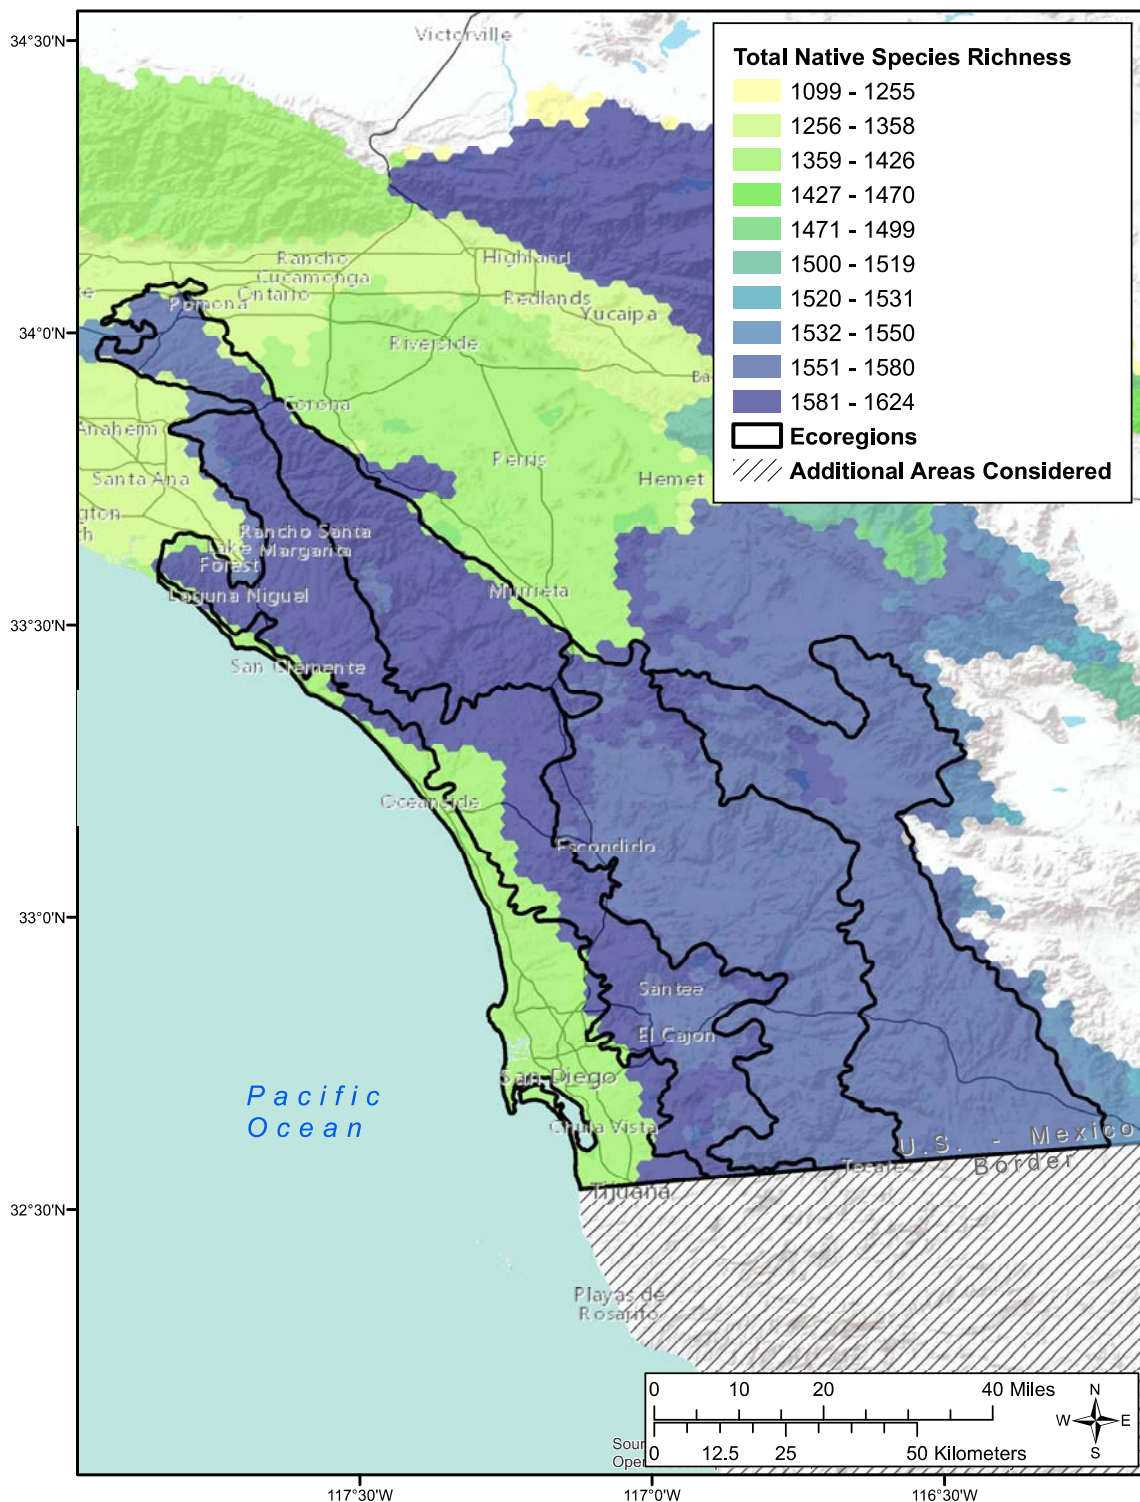 34°30'N
34°0'N
33°30'N
33°0'N
32°30'N
117°30'W
117°0'W
116°30'W
Victorville
Rancho
Cucamonga
Ontario
Pomona
Highland
Redlands
Yucaipa
Riverside
Corona
Anaheim
Santa Ana
Perris
Hemet
Rancho Santa
Margarita
Lake
Forest
Laguna Niguel
Murrieta
San Clemente
Oceanside
Escondido
Santee
El Cajon
San Diego
Chula Vista
Tijuana
Tecate
U.S. - Mexico
Border
Playas de
Rosarito
Pacific
Ocean
Total Native Species Richness
1099 - 1255
1256 - 1358
1359 - 1426
1427 - 1470
1471 - 1499
1500 - 1519
1520 - 1531
1532 - 1550
1551 - 1580
1581 - 1624
Ecoregions
Additional Areas Considered
0 10 20 40 Miles
0 12.5 25 50 Kilometers
N
W E
S